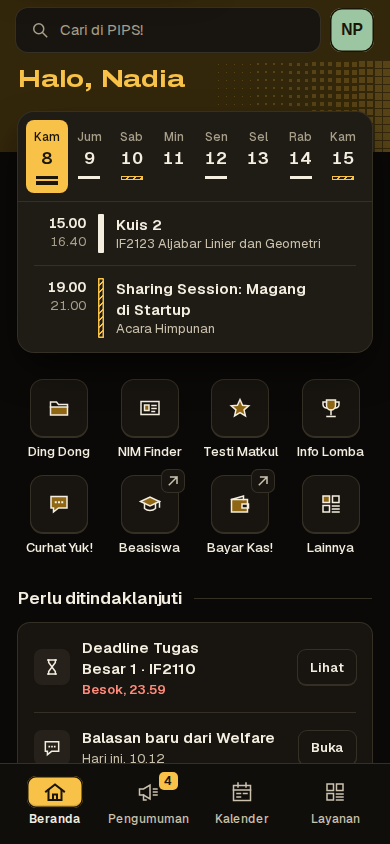 Cari di PIPS!
NP
Halo, Nadia
Kam Jum Sab Min Sen Sel Rab Kam
8 9 10 11 12 13 14 15
15.00 Kuis 2
16.40 IF2123 Aljabar Linier dan Geometri
19.00 Sharing Session: Magang
21.00 di Startup
Acara Himpunan
Ding Dong NIM Finder Testi Matkul Info Lomba
Curhat Yuk! Beasiswa Bayar Kas! Lainnya
Perlu ditindaklanjuti
Deadline Tugas
Besar 1 · IF2110
Besok, 23.59
Lihat
Balasan baru dari Welfare
Hari ini, 10.12
Buka
4
Beranda Pengumuman Kalender Layanan